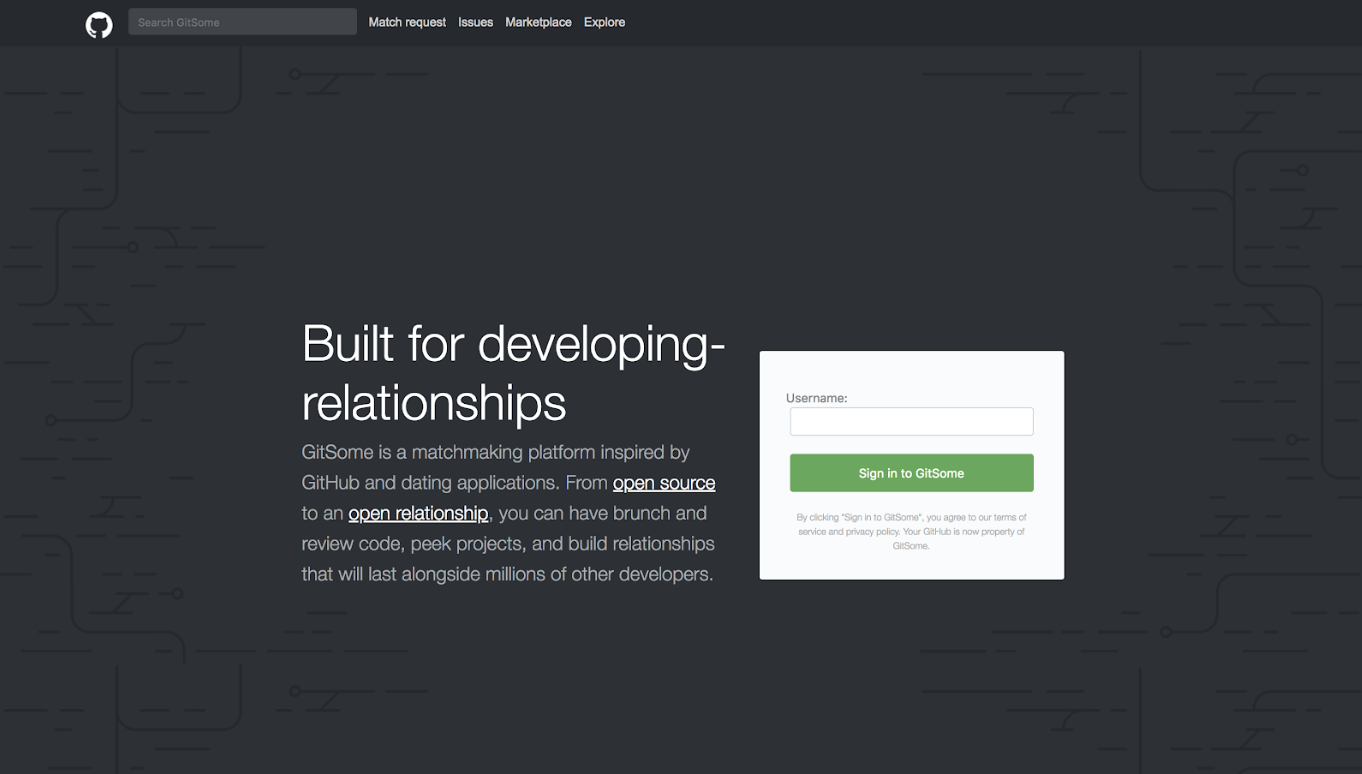 Search GitSome Match request Issues Marketplace Explore
Built for developing-
relationships
GitSome is a matchmaking platform inspired by
GitHub and dating applications. From open source
to an open relationship, you can have brunch and
review code, peek projects, and build relationships
that will last alongside millions of other developers.
Username:
Sign in to GitSome
By clicking "Sign in to GitSome", you agree to our terms of
service and privacy policy. Your GitHub is now property of
GitSome.